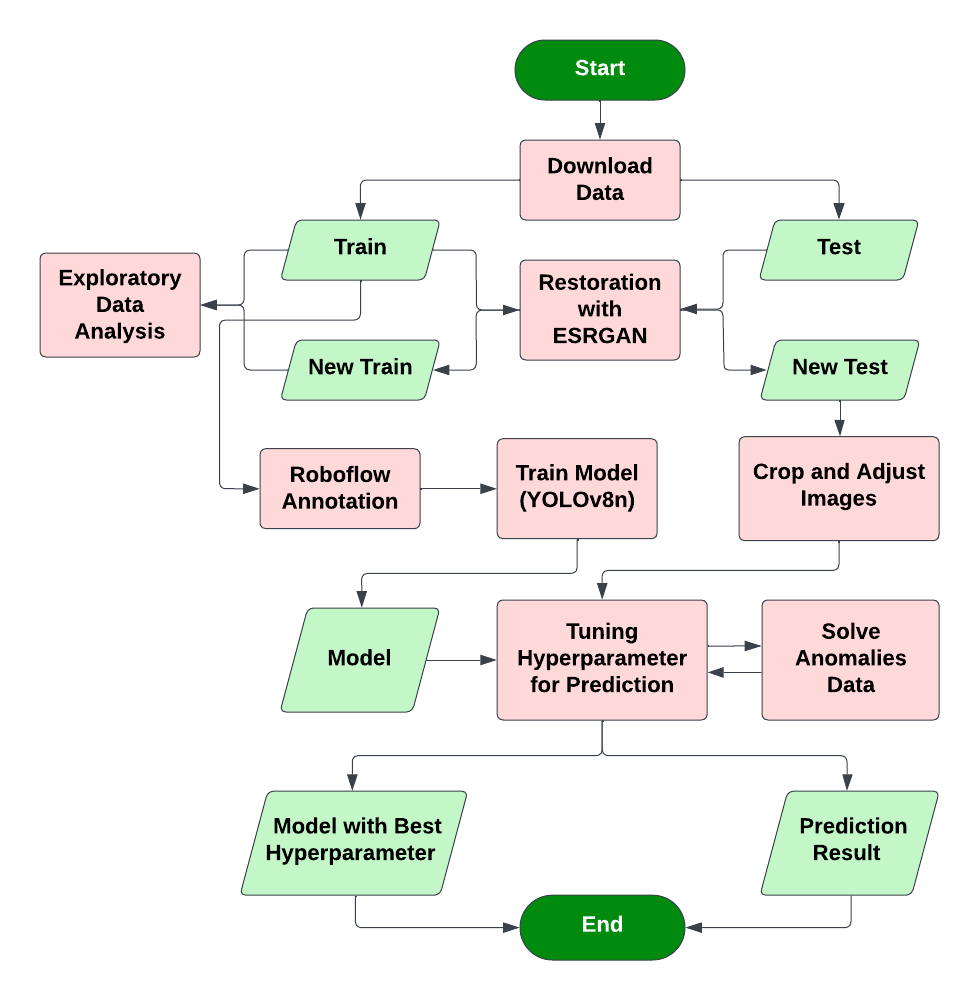 Start
Download
Data
Train
Test
Exploratory
Data
Analysis
Restoration
with
ESRGAN
New Train
New Test
Roboflow
Annotation
Train Model
(YOLOv8n)
Crop and Adjust
Images
Model
Tuning
Hyperparameter
for Prediction
Solve
Anomalies
Data
Model with Best
Hyperparameter
Prediction
Result
End